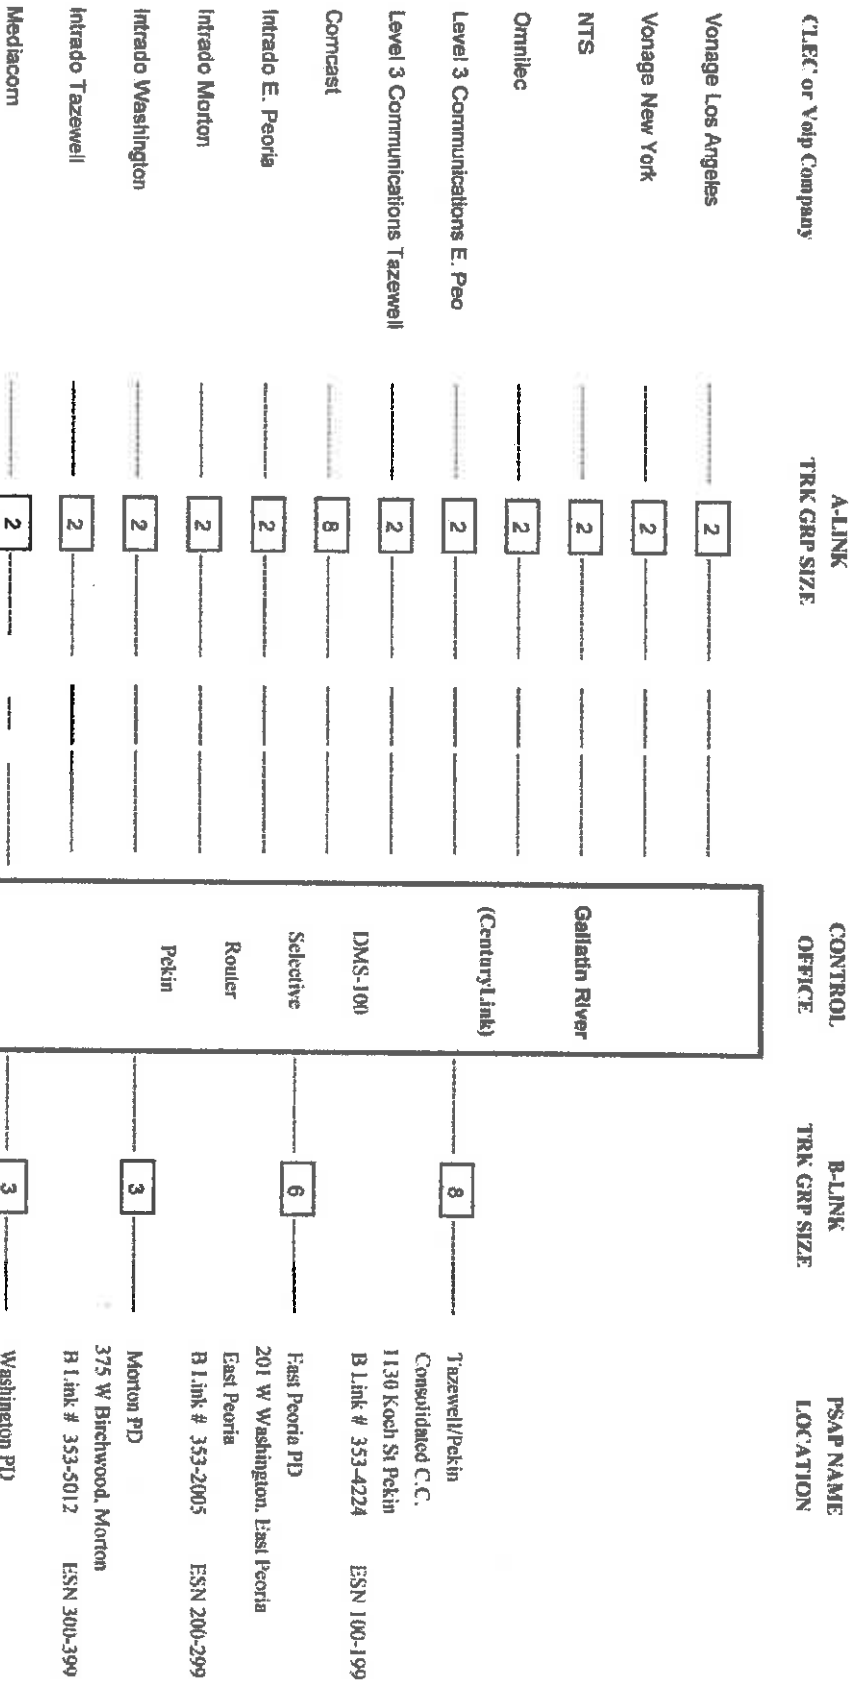 CLEC or Voip Company
A-LINK
TRK GRP SIZE
CONTROL
OFFICE
B-LINK
TRK GRP SIZE
PSAP NAME
LOCATION
Vonage Los Angeles
2
Vonage New York
2
NTS
2
Omnilec
2
Level 3 Communications E. Peo
2
Level 3 Communications Tazewell
2
Comcast
8
Intrado E. Peoria
2
Intrado Morton
2
Intrado Washington
2
Intrado Tazewell
2
Mediacom
2
Gallatin River
(CenturyLink)
DMS-100
Selective
Router
Pekin
8
Tazewell/Pekin
Consolidated C.C.
1130 Koch St Pekin
B Link # 353-4224 ESN 100-199
6
East Peoria PD
201 W Washington, East Peoria
East Peoria
B Link # 353-2005 ESN 200-299
3
Morton PD
375 W Birchwood, Morton
B Link # 353-5012 ESN 300-399
3
Washington PD